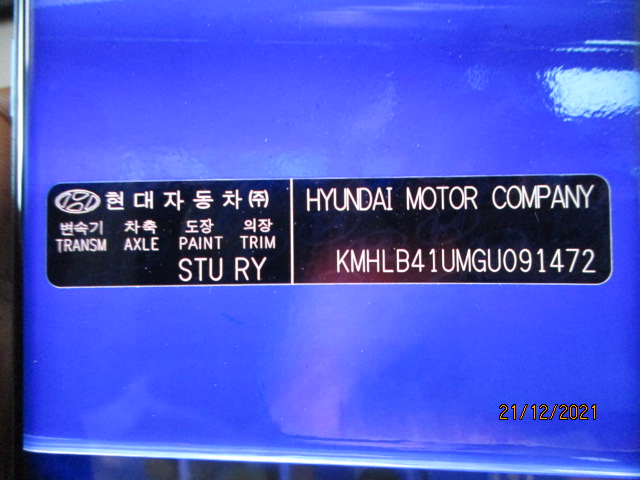 현대자동차㈜
변속기 차축 도장 의장
TRANSM AXLE PAINT TRIM
STU RY
HYUNDAI MOTOR COMPANY
KMHLB41UMGU091472
21/12/2021